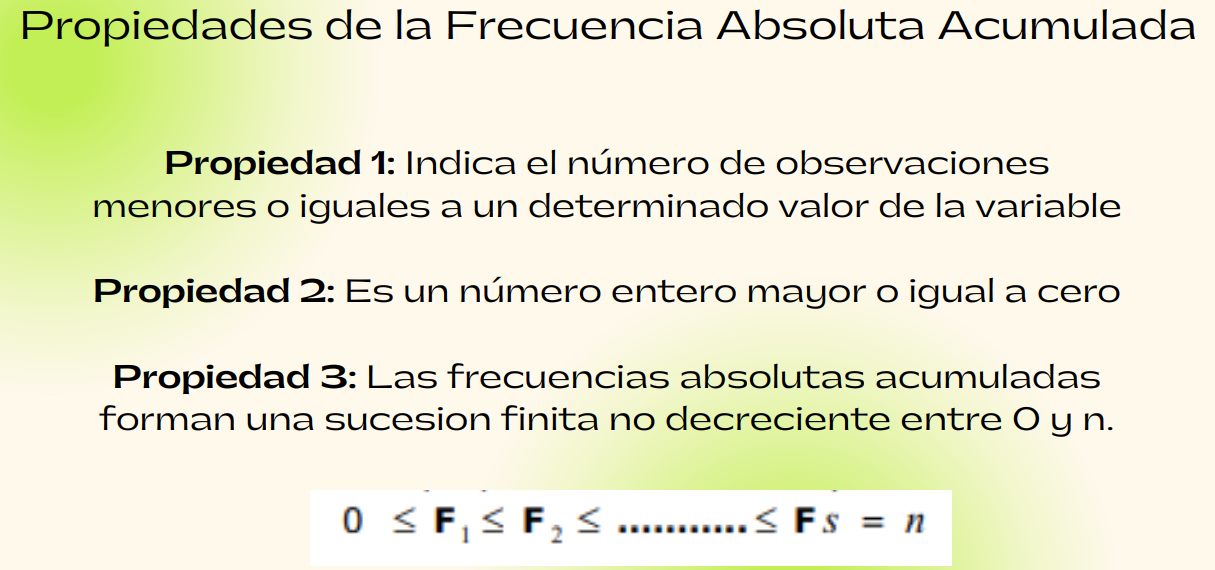 Propiedades de la Frecuencia Absoluta Acumulada
Propiedad 1: Indica el número de observaciones
menores o iguales a un determinado valor de la variable
Propiedad 2: Es un número entero mayor o igual a cero
Propiedad 3: Las frecuencias absolutas acumuladas
forman una sucesion finita no decreciente entre 0 y n.
0 ≤ F₁ ≤ F₂ ≤ ............ ≤ Fs = n